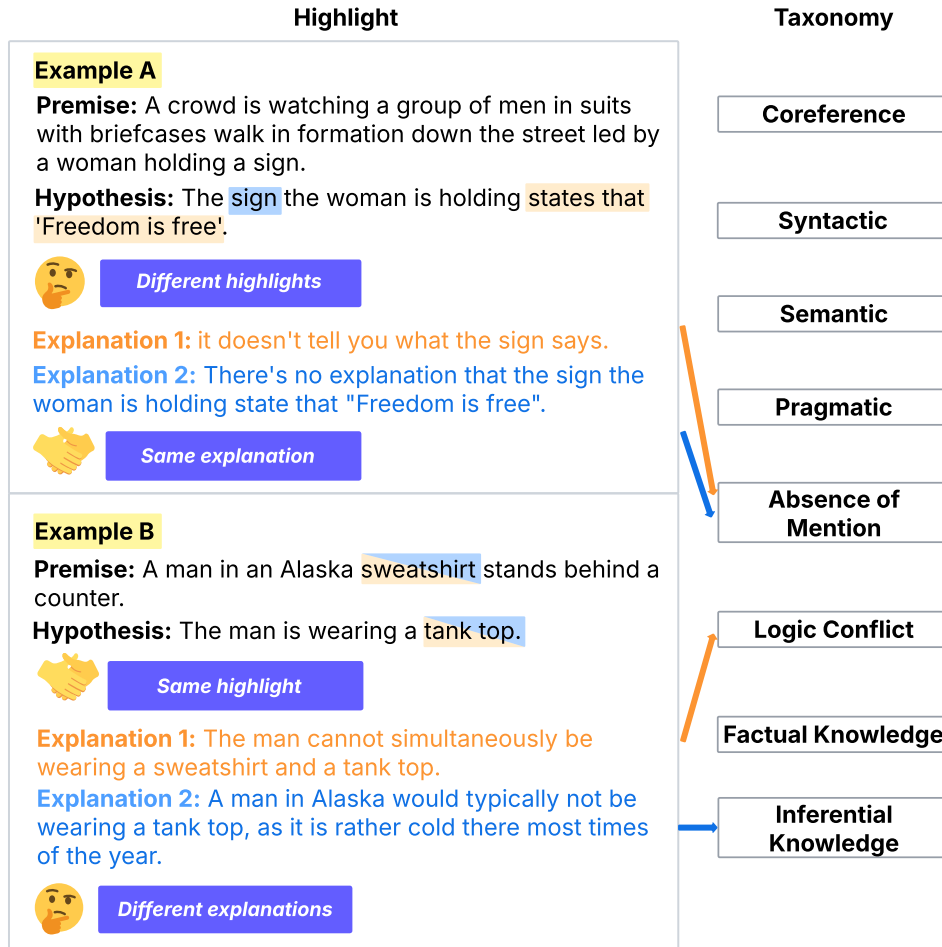 Highlight
Taxonomy
Example A
Premise: A crowd is watching a group of men in suits
with briefcases walk in formation down the street led by
a woman holding a sign.
Hypothesis: The sign the woman is holding states that
'Freedom is free'.
Different highlights
Explanation 1: it doesn't tell you what the sign says.
Explanation 2: There's no explanation that the sign the
woman is holding state that "Freedom is free".
Same explanation
Example B
Premise: A man in an Alaska sweatshirt stands behind a
counter.
Hypothesis: The man is wearing a tank top.
Same highlight
Explanation 1: The man cannot simultaneously be
wearing a sweatshirt and a tank top.
Explanation 2: A man in Alaska would typically not be
wearing a tank top, as it is rather cold there most times
of the year.
Different explanations
Coreference
Syntactic
Semantic
Pragmatic
Absence of
Mention
Logic Conflict
Factual Knowledge
Inferential
Knowledge